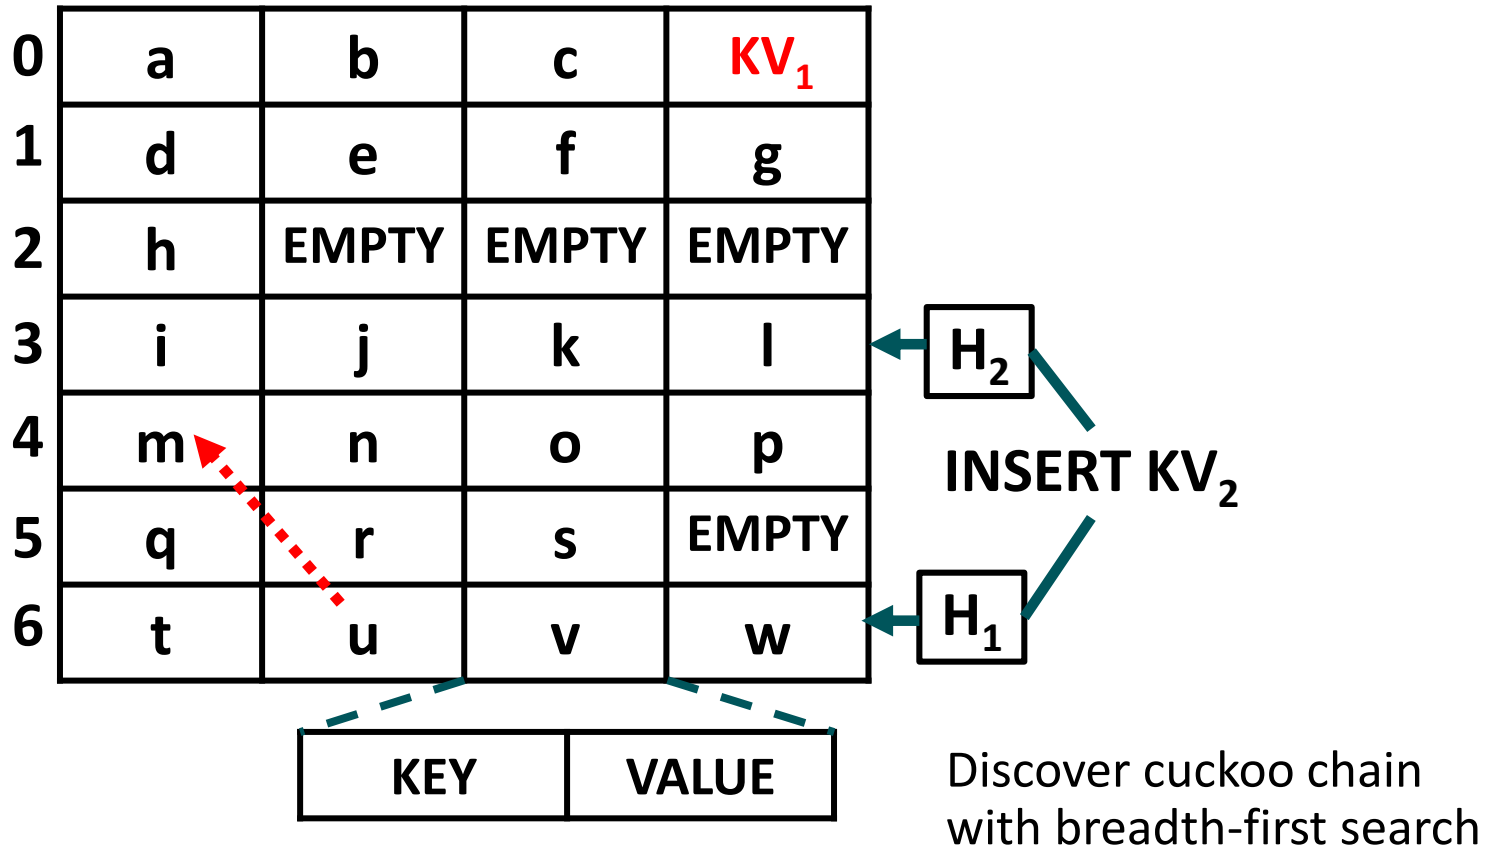 0 a b c KV1
1 d e f g
2 h EMPTY EMPTY EMPTY
3 i j k l
4 m n o p
5 q r s EMPTY
6 t u v w
H2
INSERT KV2
H1
KEY VALUE
Discover cuckoo chain
with breadth-first search